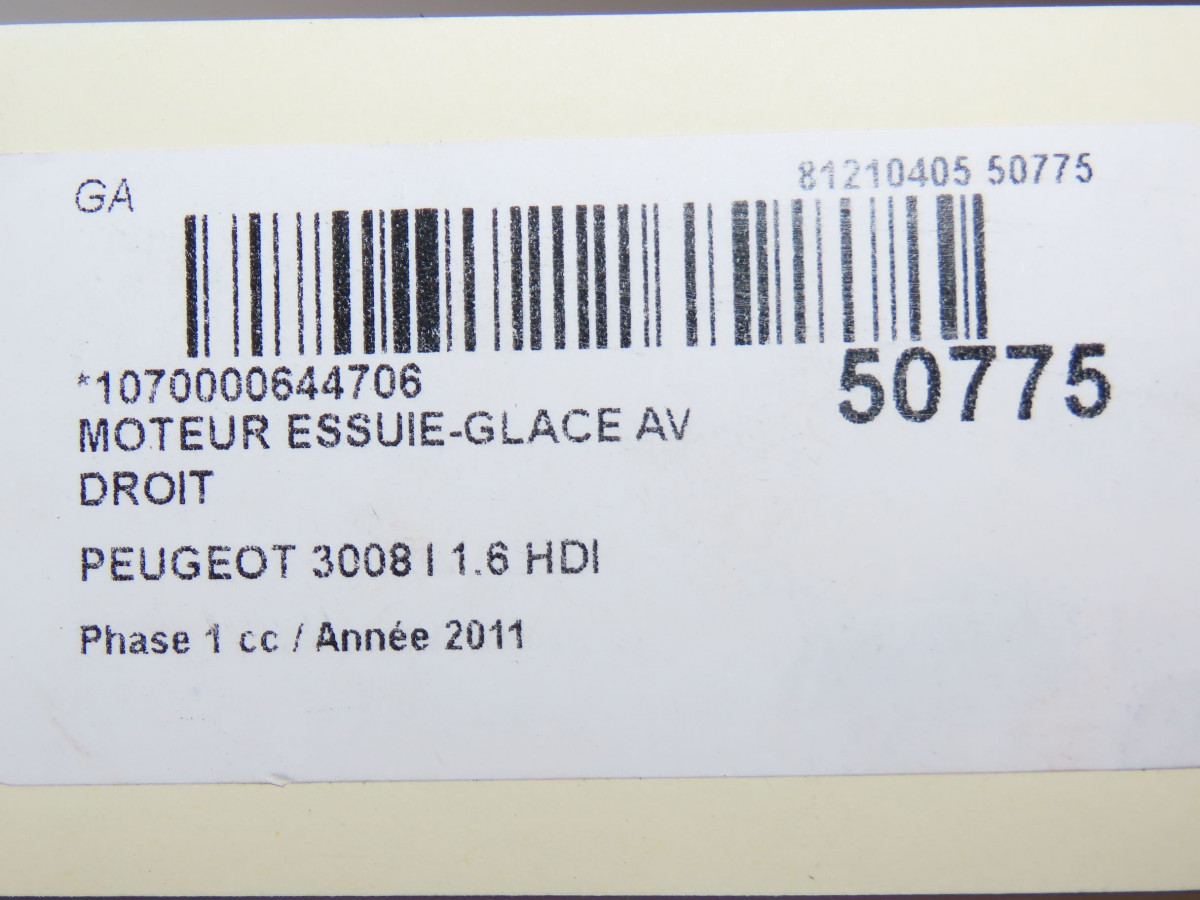 GA
81210405 50775
*1070000644706
50775
MOTEUR ESSUIE-GLACE AV
DROIT
PEUGEOT 3008 I 1.6 HDI
Phase 1 cc / Année 2011